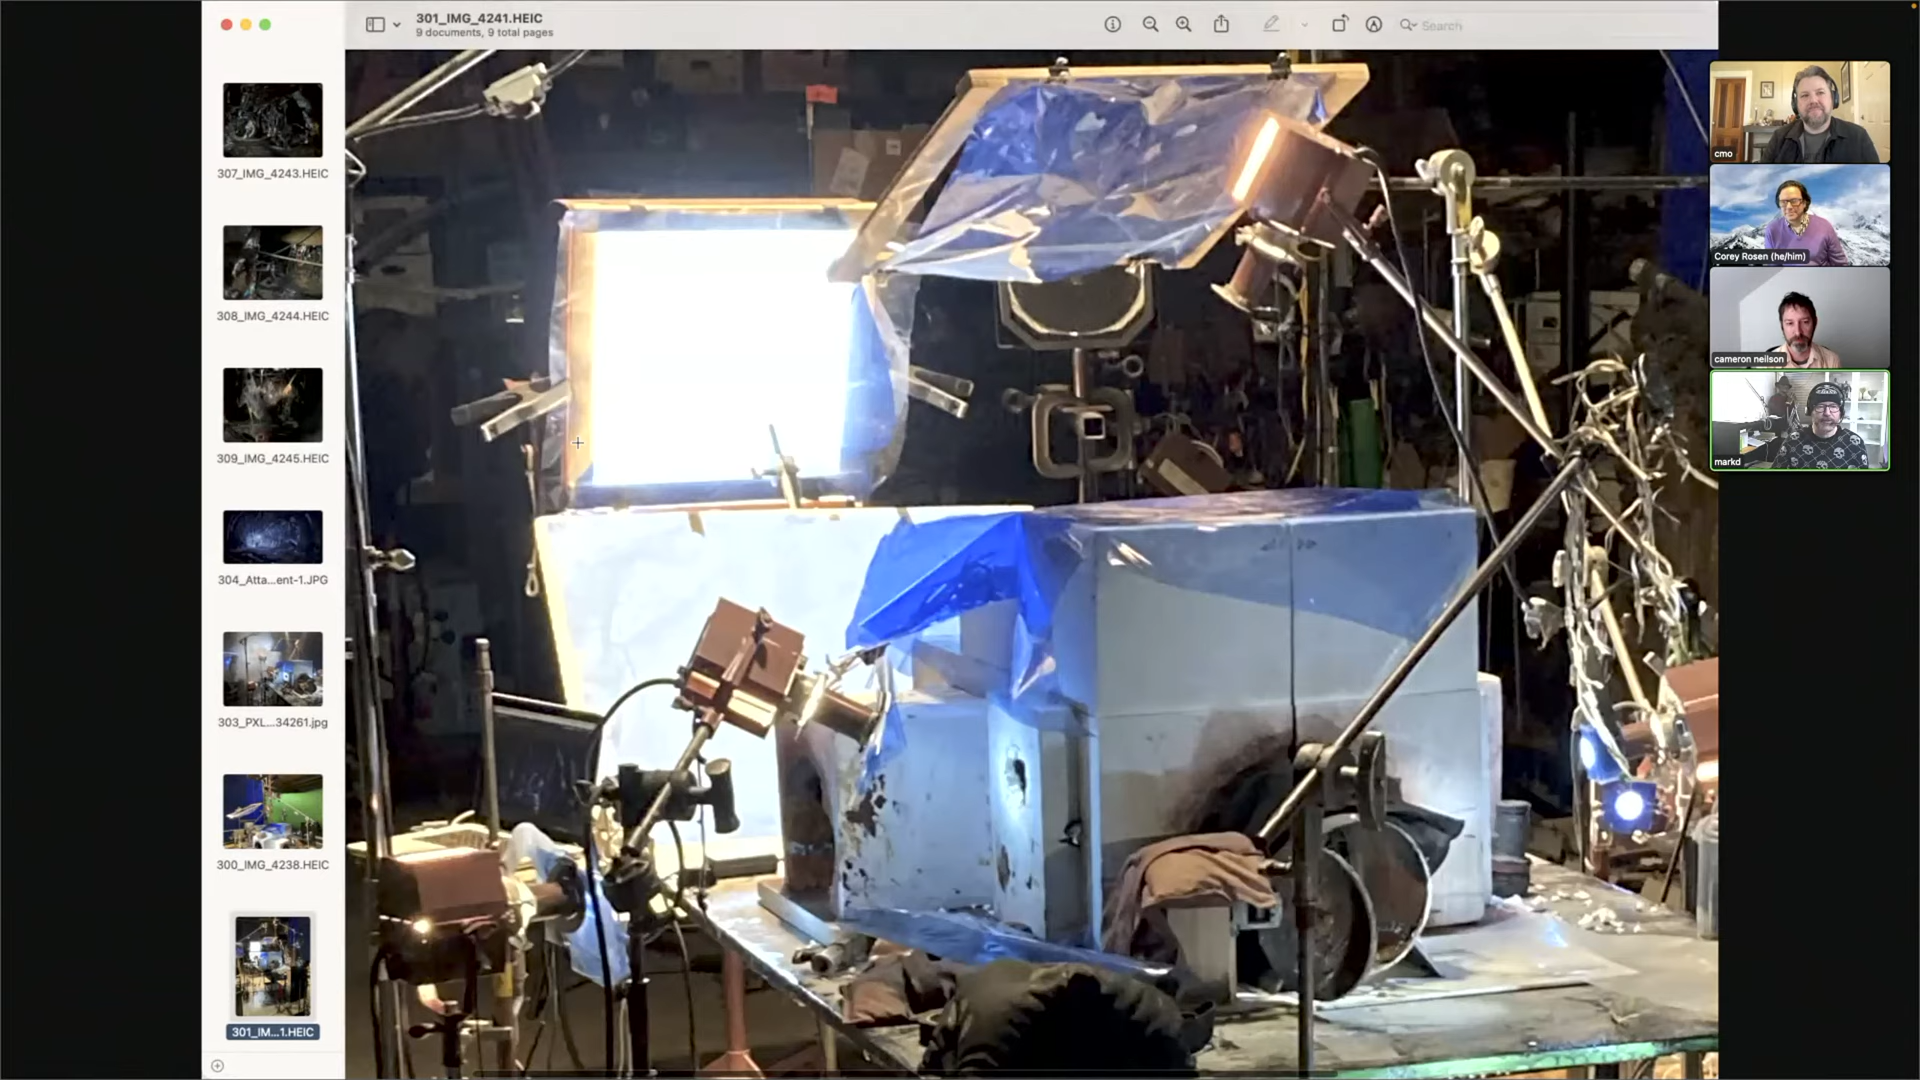 301_IMG_4241.HEIC
9 documents, 9 total pages
Search
307_IMG_4243.HEIC
308_IMG_4244.HEIC
309_IMG_4245.HEIC
304_Atta...ent-1.JPG
303_PXL...34261.jpg
300_IMG_4238.HEIC
301_IM...1.HEIC
cmo
Corey Rosen (he/him)
cameron neilson
markd